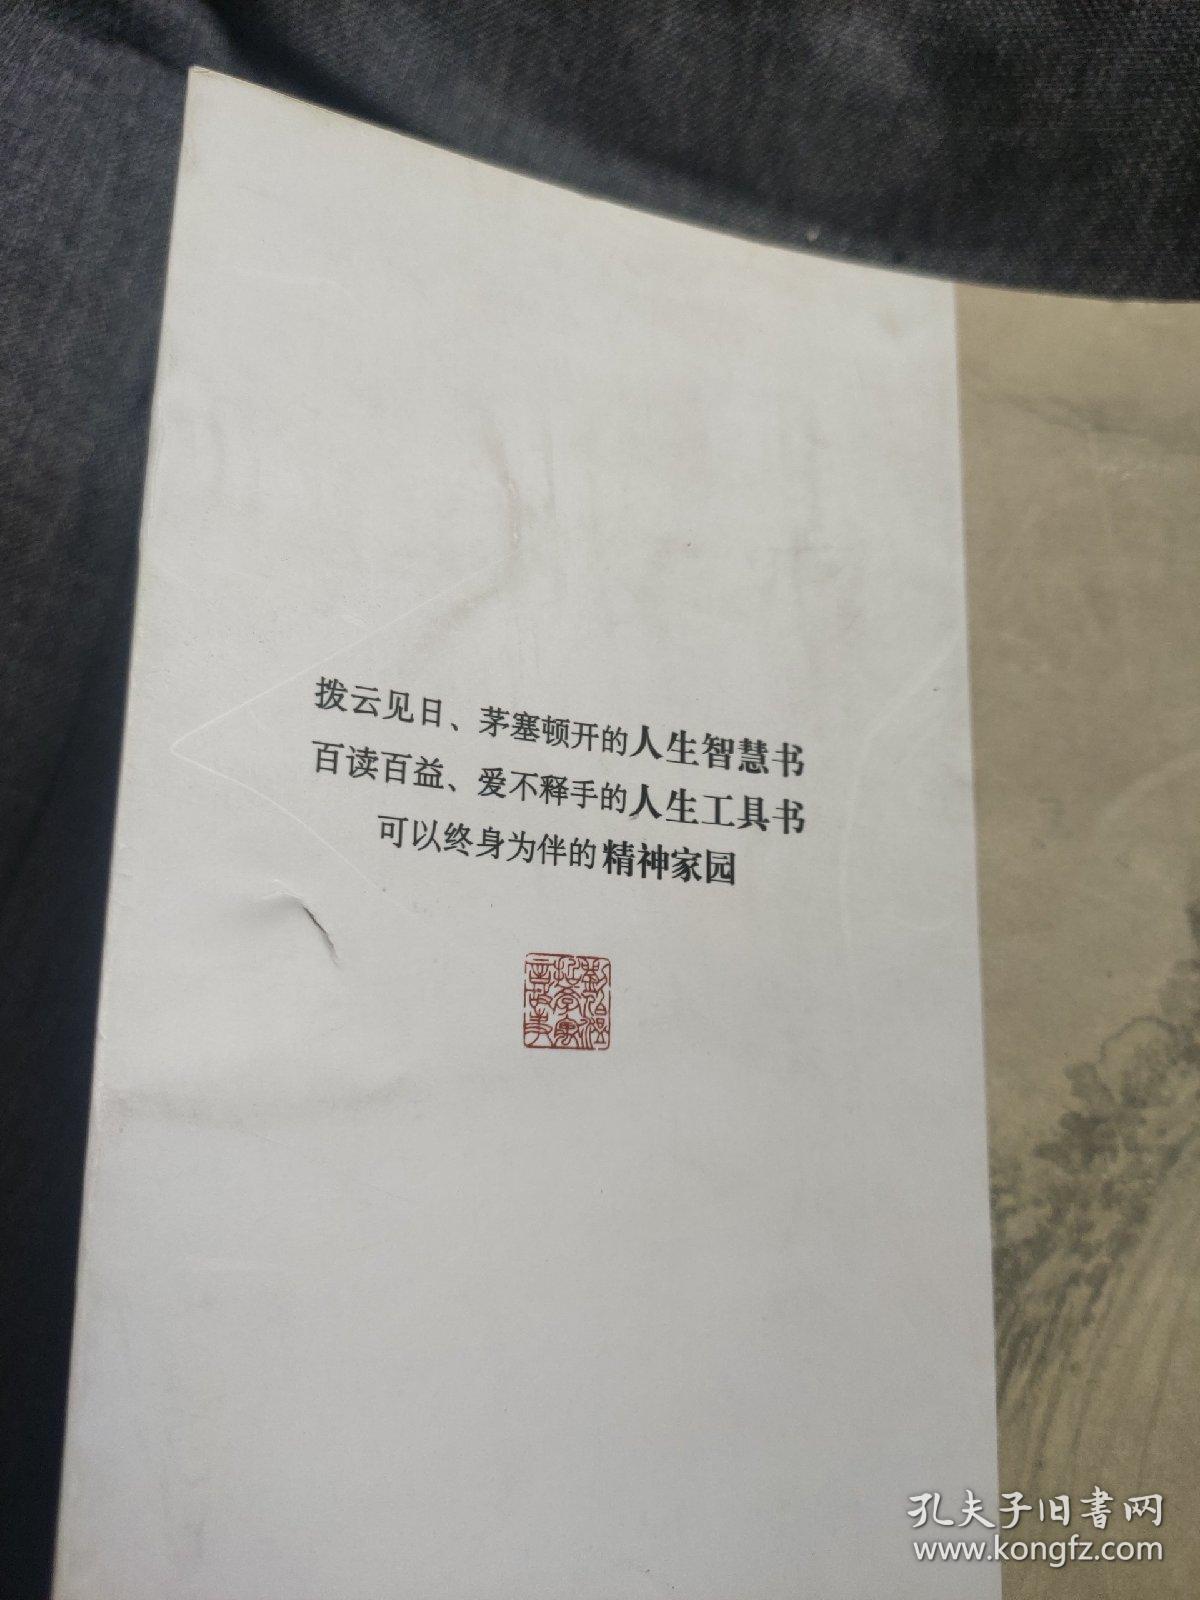 拨云见日、茅塞顿开的人生智慧书
百读百益、爱不释手的人生工具书
可以终身为伴的精神家园
孔夫子旧書网
www.kongfz.com